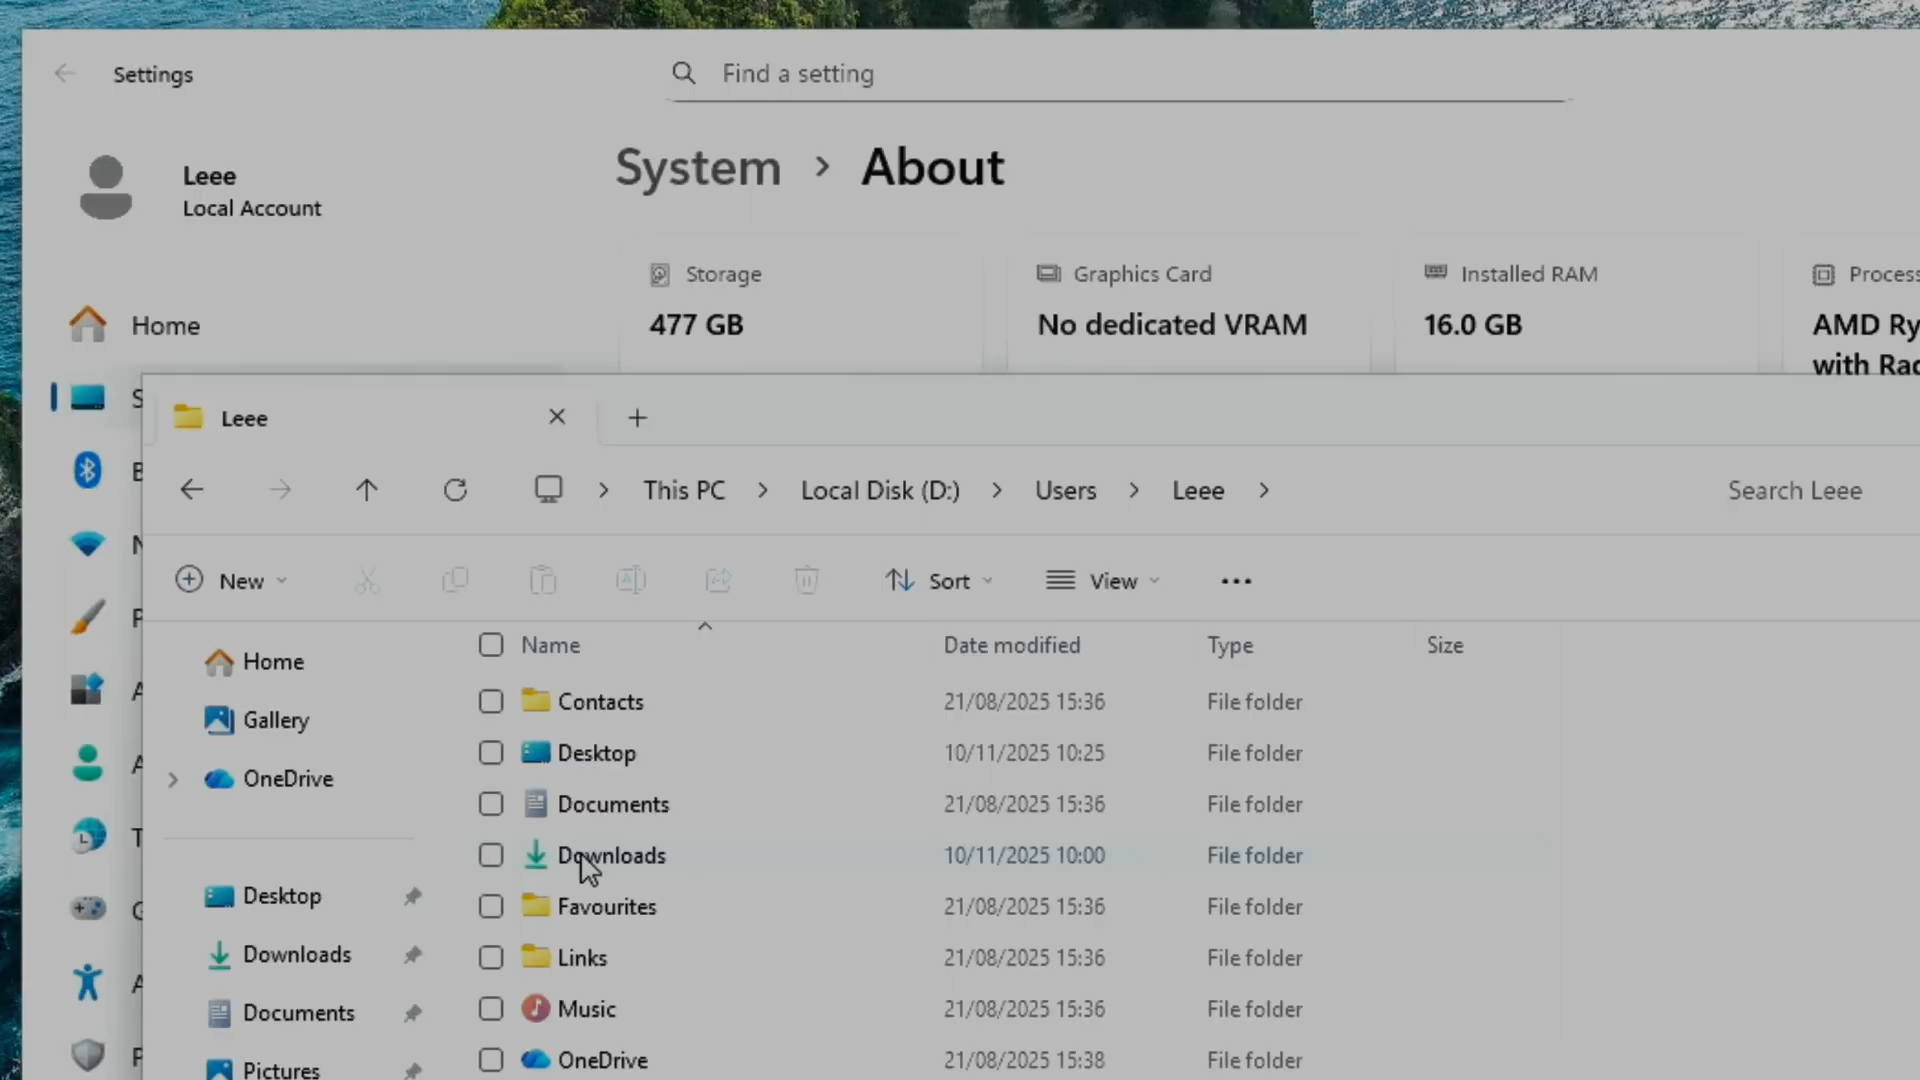 Settings
Find a setting
Leee
Local Account
System > About
Storage
477 GB
Graphics Card
No dedicated VRAM
Installed RAM
16.0 GB
Process
AMD Ry
with Rac
Home
S
Leee
B
This PC > Local Disk (D:) > Users > Leee >
Search Leee
N
New
Sort
View
P
Home
Gallery
OneDrive
Desktop
Downloads
Documents
Pictures
A
A
T
G
A
P
Name
Date modified
Type
Size
Contacts 21/08/2025 15:36 File folder
Desktop 10/11/2025 10:25 File folder
Documents 21/08/2025 15:36 File folder
Downloads 10/11/2025 10:00 File folder
Favourites 21/08/2025 15:36 File folder
Links 21/08/2025 15:36 File folder
Music 21/08/2025 15:36 File folder
OneDrive 21/08/2025 15:38 File folder